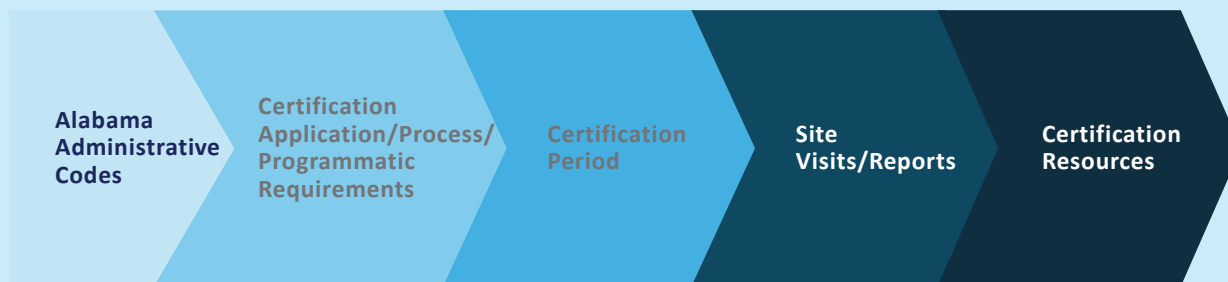 Alabama
Administrative
Codes
Certification
Application/Process/
Programmatic
Requirements
Certification
Period
Site
Visits/Reports
Certification
Resources